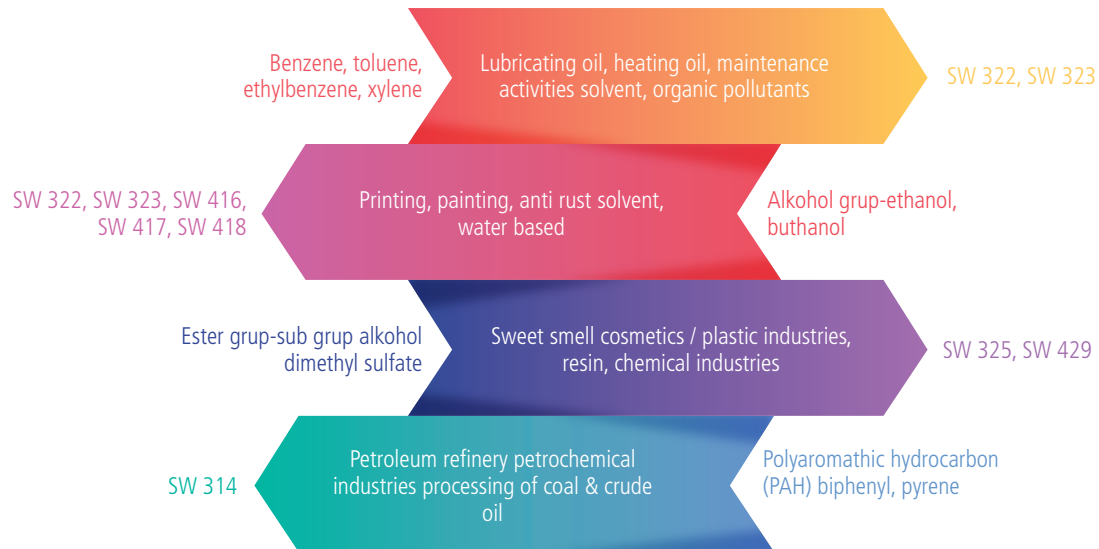 Benzene, toluene,
ethylbenzene, xylene
Lubricating oil, heating oil, maintenance
activities solvent, organic pollutants
SW 322, SW 323
SW 322, SW 323, SW 416,
SW 417, SW 418
Printing, painting, anti rust solvent,
water based
Alkohol grup-ethanol,
buthanol
Ester grup-sub grup alkohol
dimethyl sulfate
Sweet smell cosmetics / plastic industries,
resin, chemical industries
SW 325, SW 429
SW 314
Petroleum refinery petrochemical
industries processing of coal & crude
oil
Polyaromathic hydrocarbon
(PAH) biphenyl, pyrene